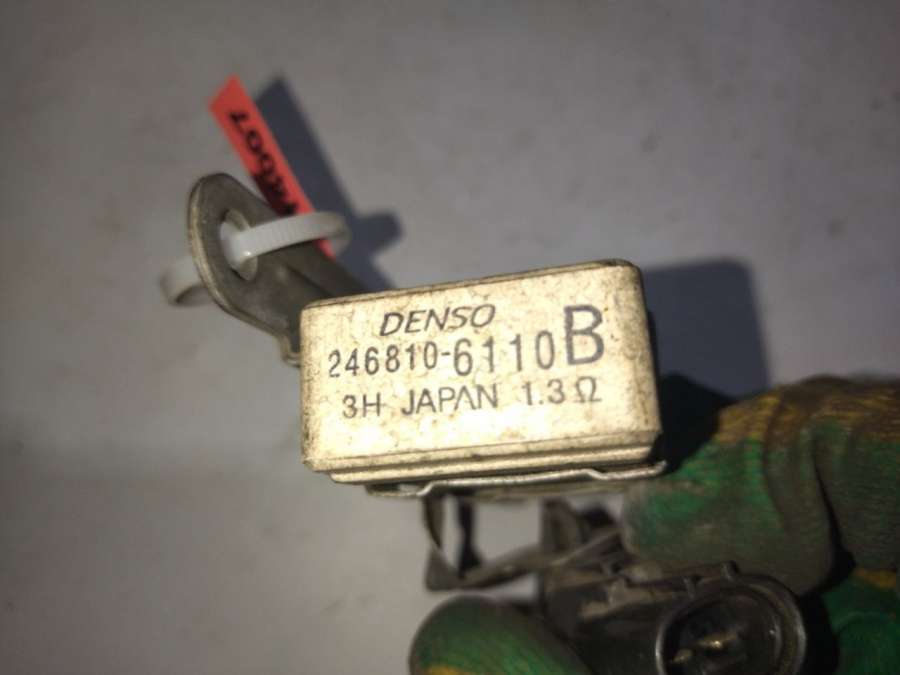 DENSO
246810-6110B
3H JAPAN 1.3Ω